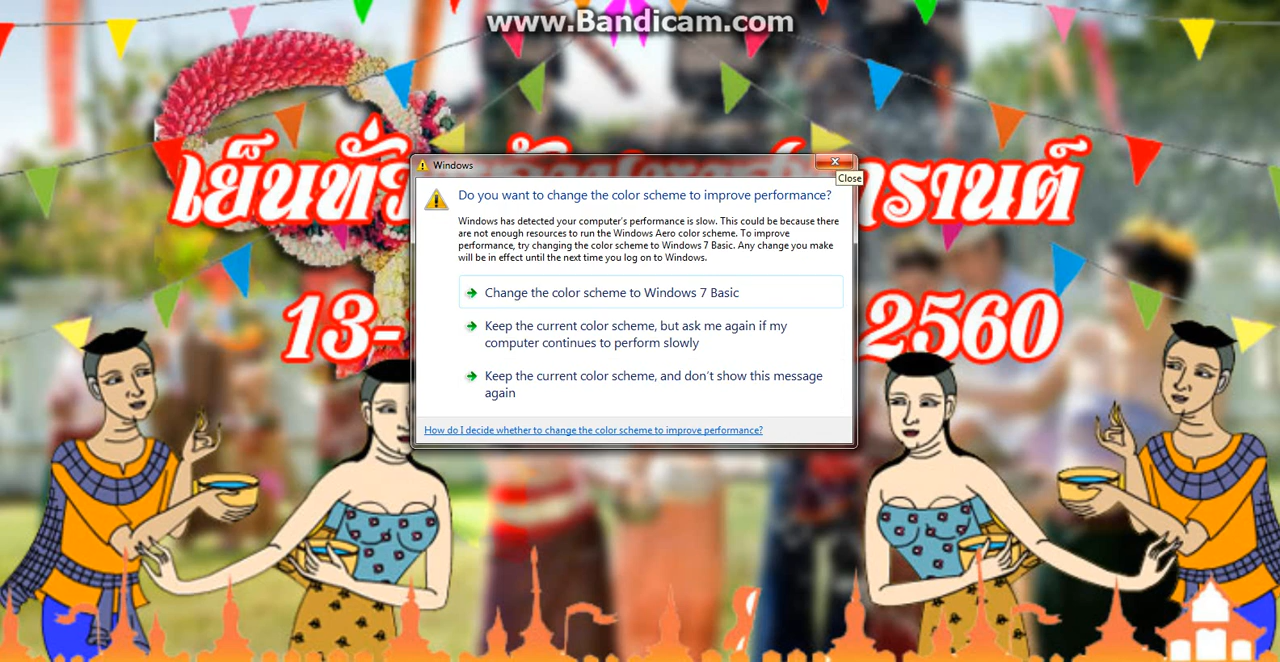 www.Bandicam.com
Windows
Close
Do you want to change the color scheme to improve performance?
Windows has detected your computer's performance is slow. This could be because there
are not enough resources to run the Windows Aero color scheme. To improve
performance, try changing the color scheme to Windows 7 Basic. Any change you make
will be in effect until the next time you log on to Windows.
Change the color scheme to Windows 7 Basic
Keep the current color scheme, but ask me again if my
computer continues to perform slowly
Keep the current color scheme, and don't show this message
again
How do I decide whether to change the color scheme to improve performance?
เย็นทั่ว
กรานต์
13-
2560